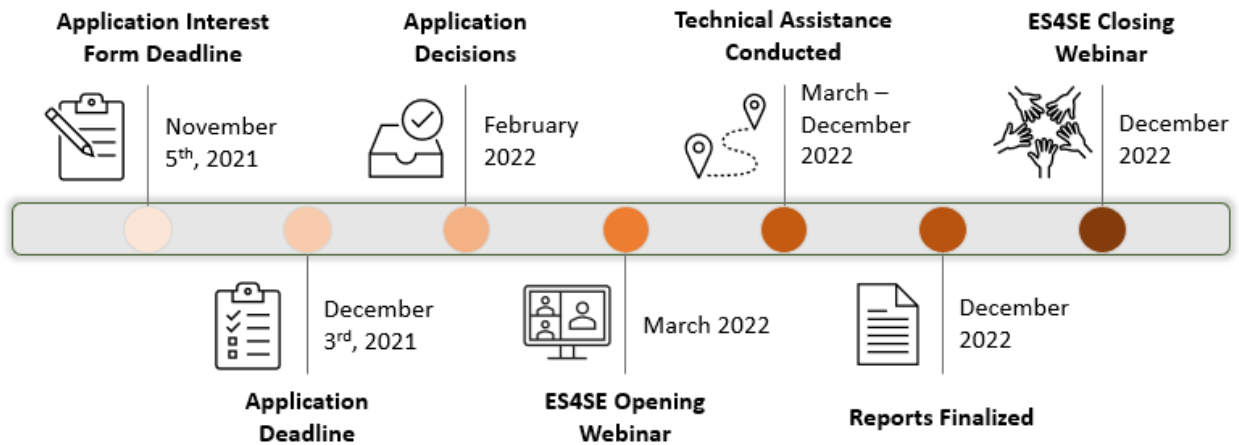 Application Interest
Form Deadline
November
5th, 2021
Application
Decisions
February
2022
Technical Assistance
Conducted
March –
December
2022
ES4SE Closing
Webinar
December
2022
December
3rd, 2021
Application
Deadline
March 2022
ES4SE Opening
Webinar
December
2022
Reports Finalized